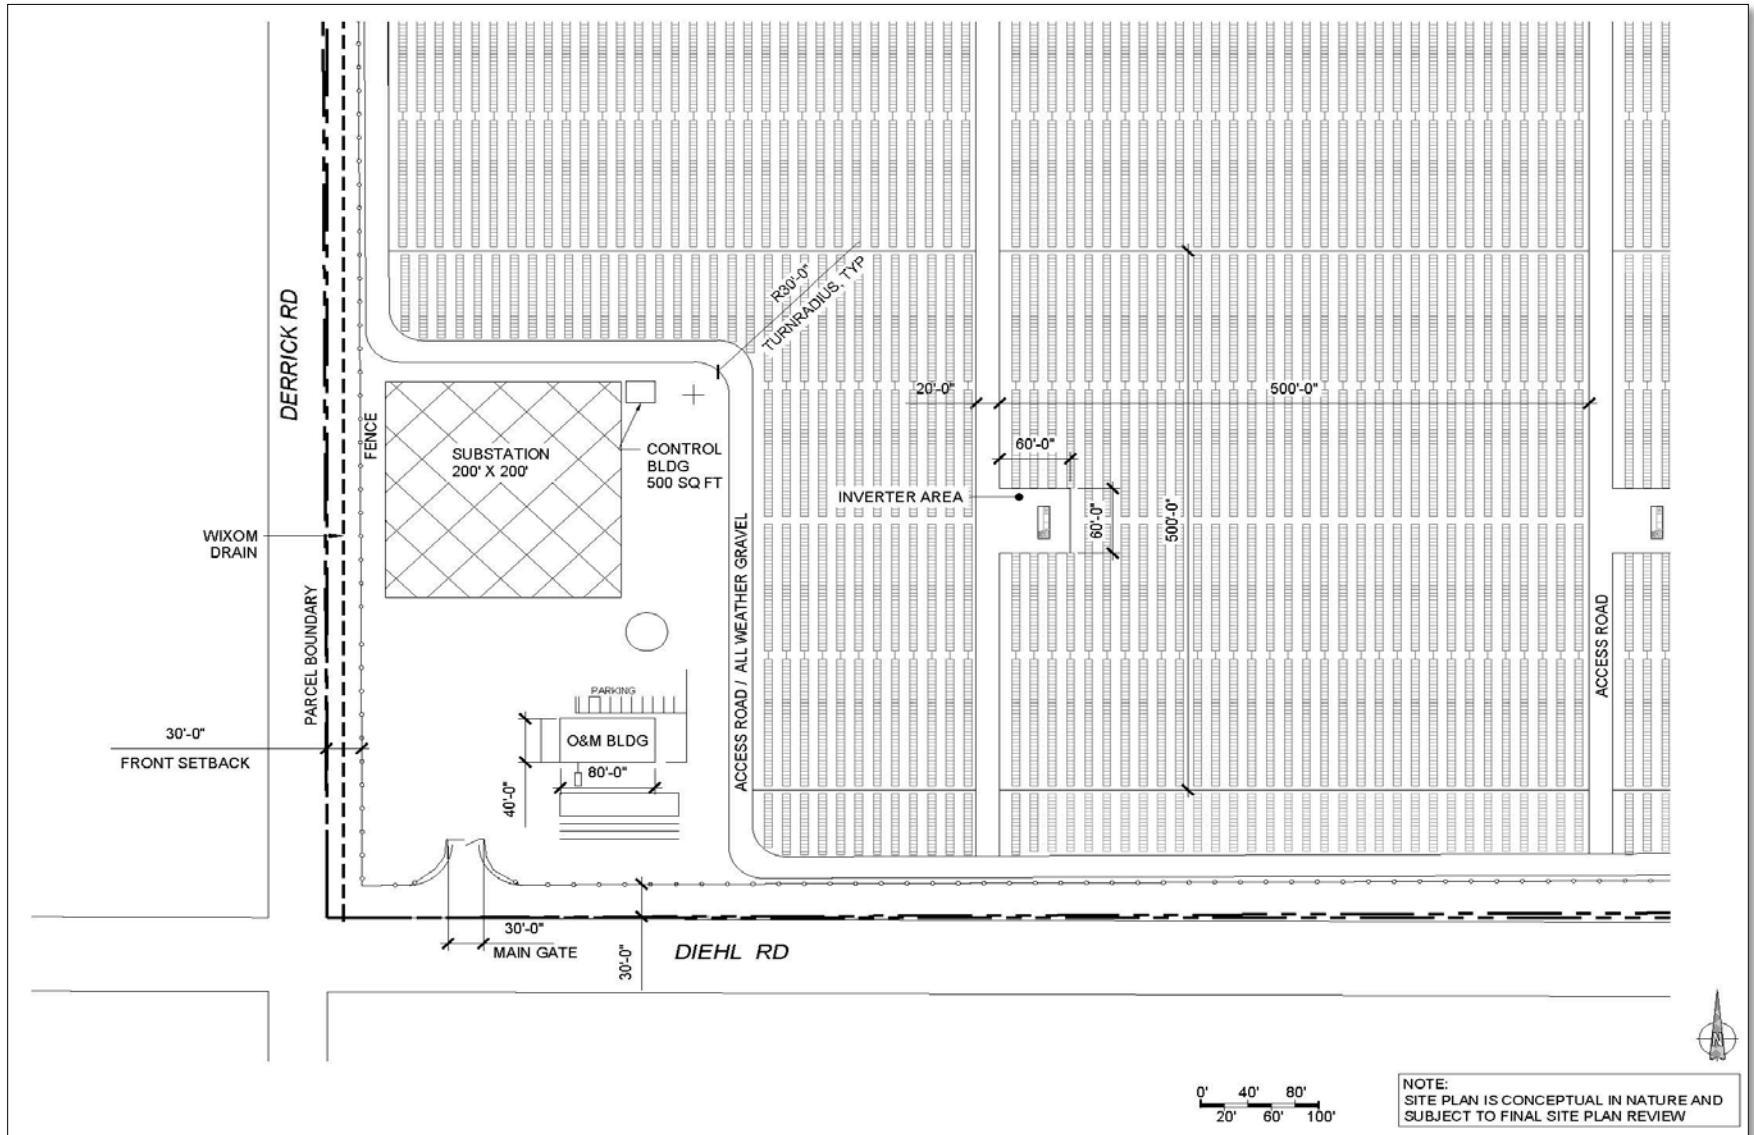 R30'-0"
TURNRADIUS, TYP
DERRICK RD
20'-0"
500'-0"
FENCE
SUBSTATION
200' X 200'
CONTROL
BLDG
500 SQ FT
60'-0"
INVERTER AREA
60'-0"
500'-0"
WIXOM
DRAIN
PARCEL BOUNDARY
ACCESS ROAD / ALL WEATHER GRAVEL
ACCESS ROAD
PARKING
30'-0"
FRONT SETBACK
O&M BLDG
80'-0"
40'-0"
30'-0"
MAIN GATE
30'-0"
DIEHL RD
N
0' 40' 80'
20' 60' 100'
NOTE:
SITE PLAN IS CONCEPTUAL IN NATURE AND
SUBJECT TO FINAL SITE PLAN REVIEW